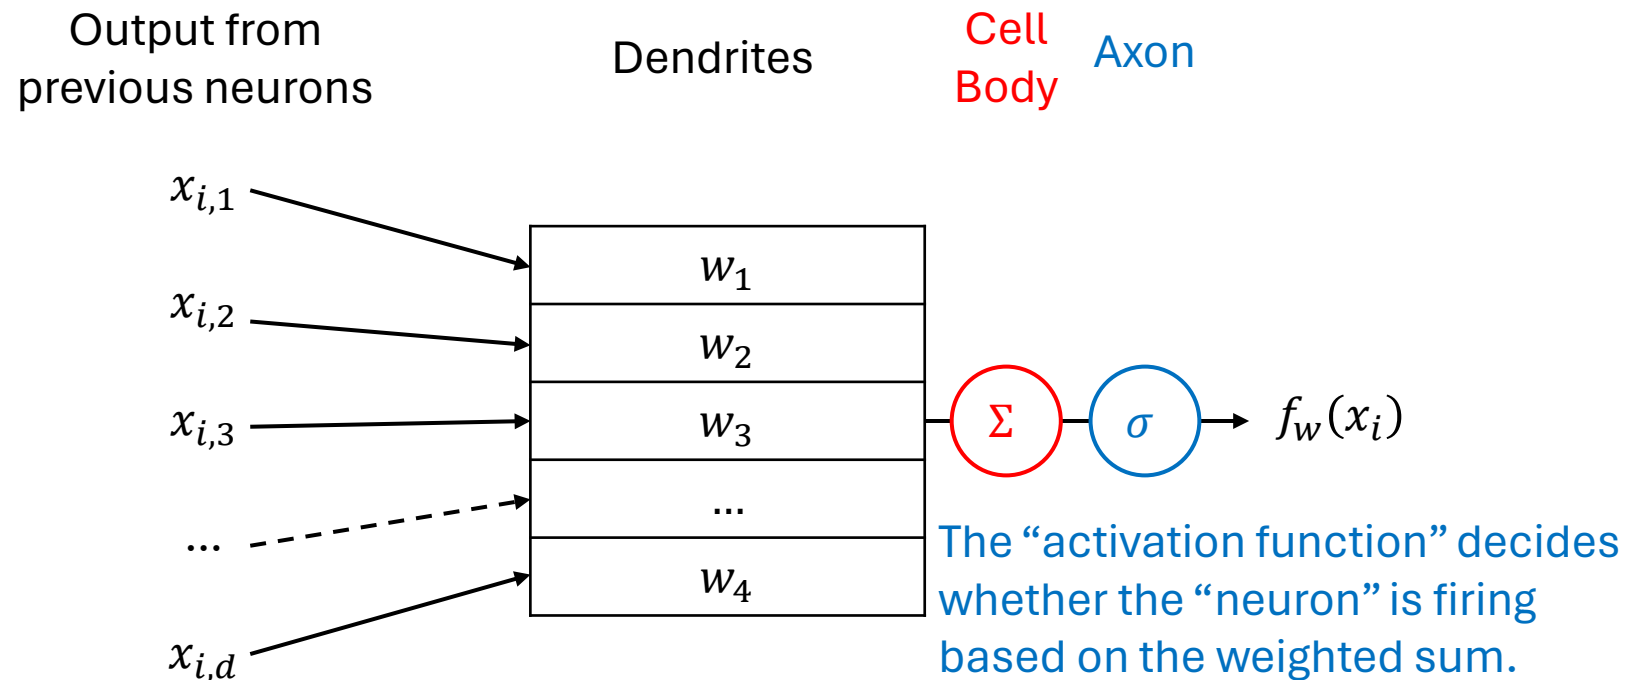 Output from
previous neurons
Dendrites
Cell
Body
Axon
x_{i,1}
x_{i,2}
x_{i,3}
...
x_{i,d}
w_1
w_2
w_3
...
w_4
Σ
σ
f_w(x_i)
The “activation function” decides
whether the “neuron” is firing
based on the weighted sum.